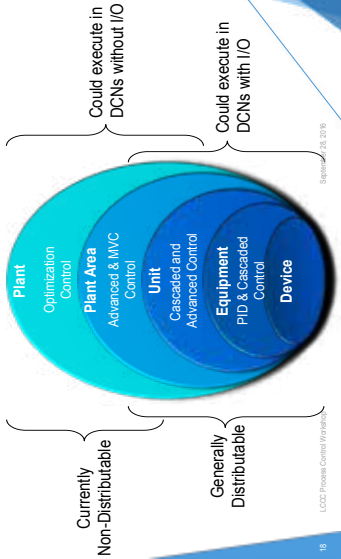 Plant
Optimization
Control
Plant Area
Advanced & MVC
Control
Unit
Cascaded and
Advanced Control
Equipment
PID & Cascaded
Control
Device
Currently
Non-Distributable
Generally
Distributable
Could execute in
DCNs without I/O
Could execute in
DCNs with I/O
18
LCCC Process Control Workshop
September 28, 2016